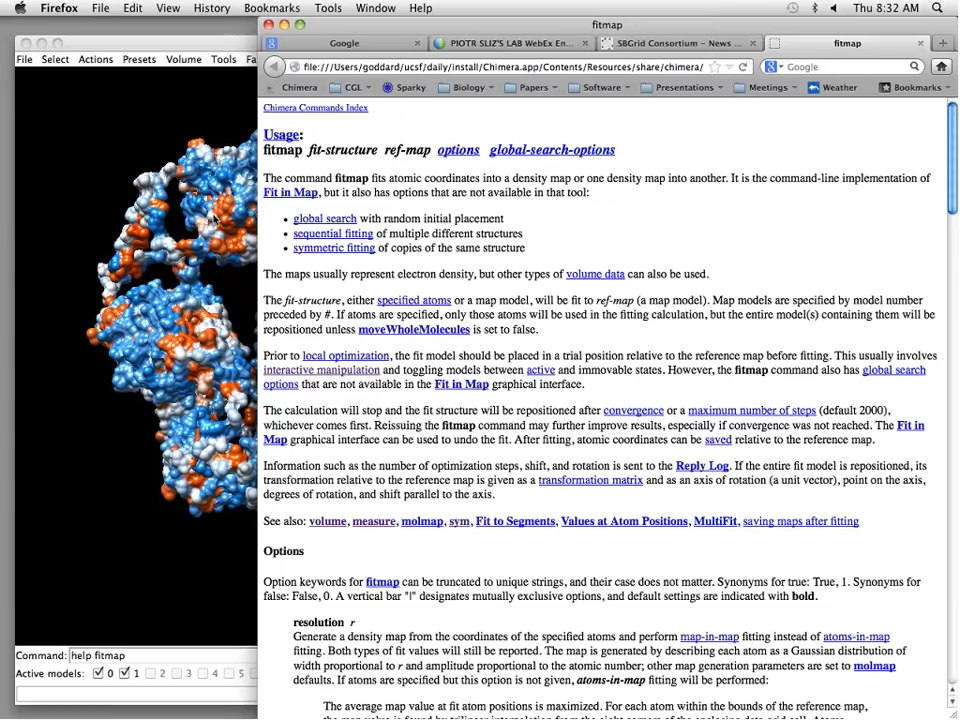 Firefox File Edit View History Bookmarks Tools Window Help Thu 8:32 AM
fitmap
Google PIOTR SLIZ'S LAB WebEx En... SBGrid Consortium - News ... fitmap
File Select Actions Presets Volume Tools Fa
file:///Users/goddard/ucsf/daily/install/Chimera.app/Contents/Resources/share/chimera/ Google
Chimera CGL Sparky Biology Papers Software Presentations Meetings Weather Bookmarks
Chimera Commands Index
Usage:
fitmap fit-structure ref-map options global-search-options
The command fitmap fits atomic coordinates into a density map or one density map into another. It is the command-line implementation of
Fit in Map, but it also has options that are not available in that tool:
• global search with random initial placement
• sequential fitting of multiple different structures
• symmetric fitting of copies of the same structure
The maps usually represent electron density, but other types of volume data can also be used.
The fit-structure, either specified atoms or a map model, will be fit to ref-map (a map model). Map models are specified by model number
preceded by #. If atoms are specified, only those atoms will be used in the fitting calculation, but the entire model(s) containing them will be
repositioned unless moveWholeMolecules is set to false.
Prior to local optimization, the fit model should be placed in a trial position relative to the reference map before fitting. This usually involves
interactive manipulation and toggling models between active and immovable states. However, the fitmap command also has global search
options that are not available in the Fit in Map graphical interface.
The calculation will stop and the fit structure will be repositioned after convergence or a maximum number of steps (default 2000),
whichever comes first. Reissuing the fitmap command may further improve results, especially if convergence was not reached. The Fit in
Map graphical interface can be used to undo the fit. After fitting, atomic coordinates can be saved relative to the reference map.
Information such as the number of optimization steps, shift, and rotation is sent to the Reply Log. If the entire fit model is repositioned, its
transformation relative to the reference map is given as a transformation matrix and as an axis of rotation (a unit vector), point on the axis,
degrees of rotation, and shift parallel to the axis.
See also: volume, measure, molmap, sym, Fit to Segments, Values at Atom Positions, MultiFit, saving maps after fitting
Options
Option keywords for fitmap can be truncated to unique strings, and their case does not matter. Synonyms for true: True, 1. Synonyms for
false: False, 0. A vertical bar "|" designates mutually exclusive options, and default settings are indicated with bold.
resolution r
Generate a density map from the coordinates of the specified atoms and perform map-in-map fitting instead of atoms-in-map
fitting. Both types of fit values will still be reported. The map is generated by describing each atom as a Gaussian distribution of
width proportional to r and amplitude proportional to the atomic number; other map generation parameters are set to molmap
defaults. If atoms are specified but this option is not given, atoms-in-map fitting will be performed:
The average map value at fit atom positions is maximized. For each atom within the bounds of the reference map,
Command: help fitmap
Active models: 0 1 2 3 4 5